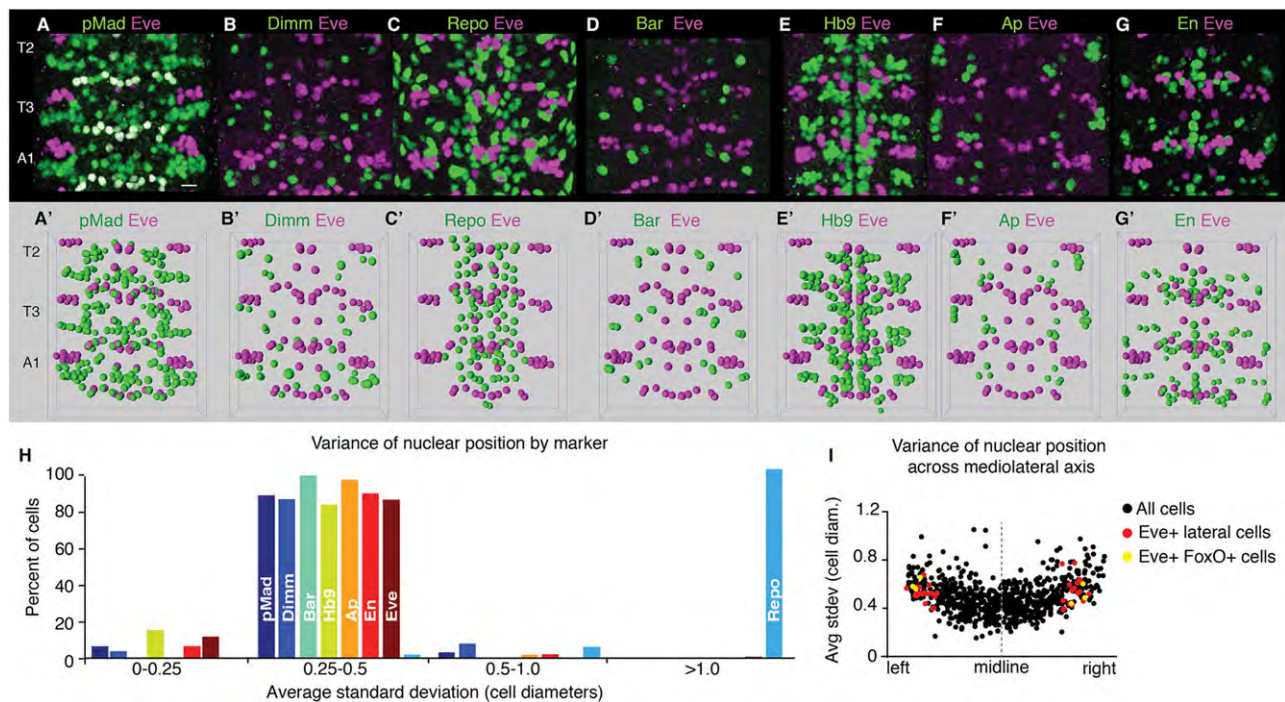 A pMad Eve B Dimm Eve C Repo Eve D Bar Eve E Hb9 Eve F Ap Eve G En Eve
T2
T3
A1
A' pMad Eve B' Dimm Eve C' Repo Eve D' Bar Eve E' Hb9 Eve F' Ap Eve G' En Eve
T2
T3
A1
H Variance of nuclear position by marker
Percent of cells
100
80
60
40
20
0
pMad
Dimm
Bar
Hb9
Ap
En
Eve
Repo
0-0.25 0.25-0.5 0.5-1.0 >1.0
Average standard deviation (cell diameters)
I Variance of nuclear position
across mediolateral axis
Avg stdev (cell diam.)
1.2
0.8
0.4
0
left midline right
All cells
Eve+ lateral cells
Eve+ FoxO+ cells